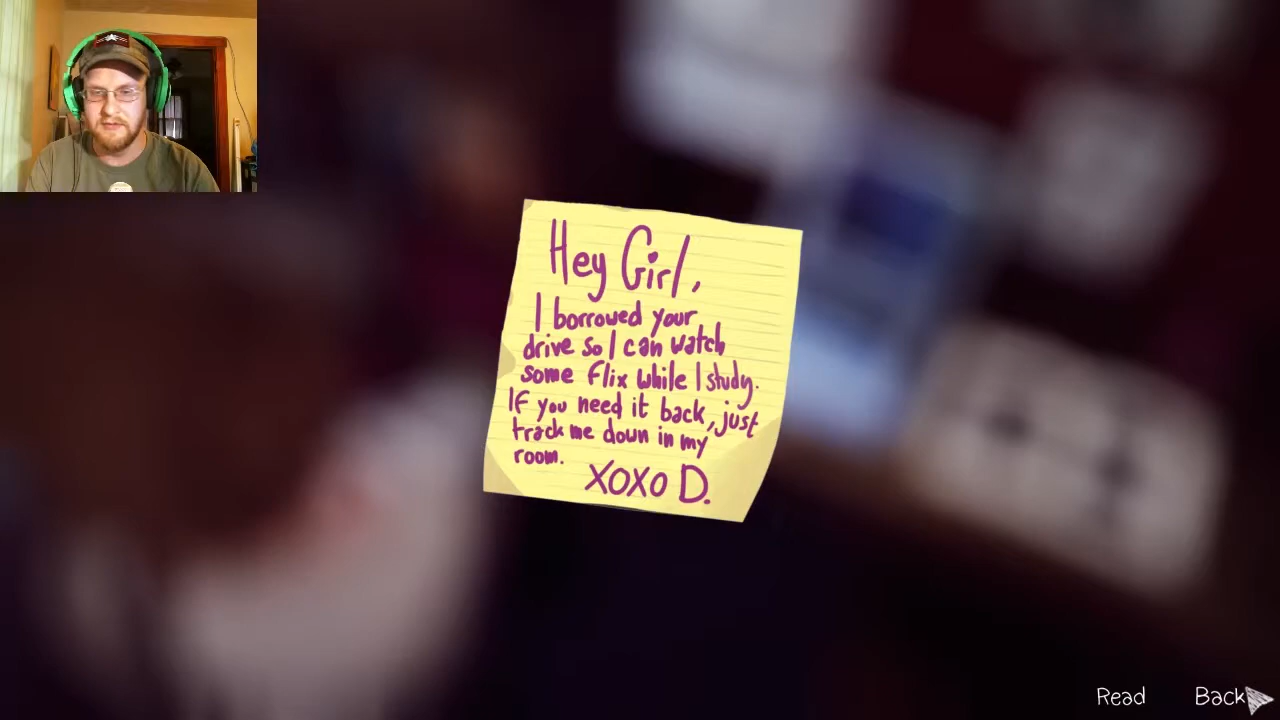 Hey Girl,
I borrowed your
drive so I can watch
some flix while I study.
If you need it back, just
track me down in my
room.
XOXO D.
Read
Back